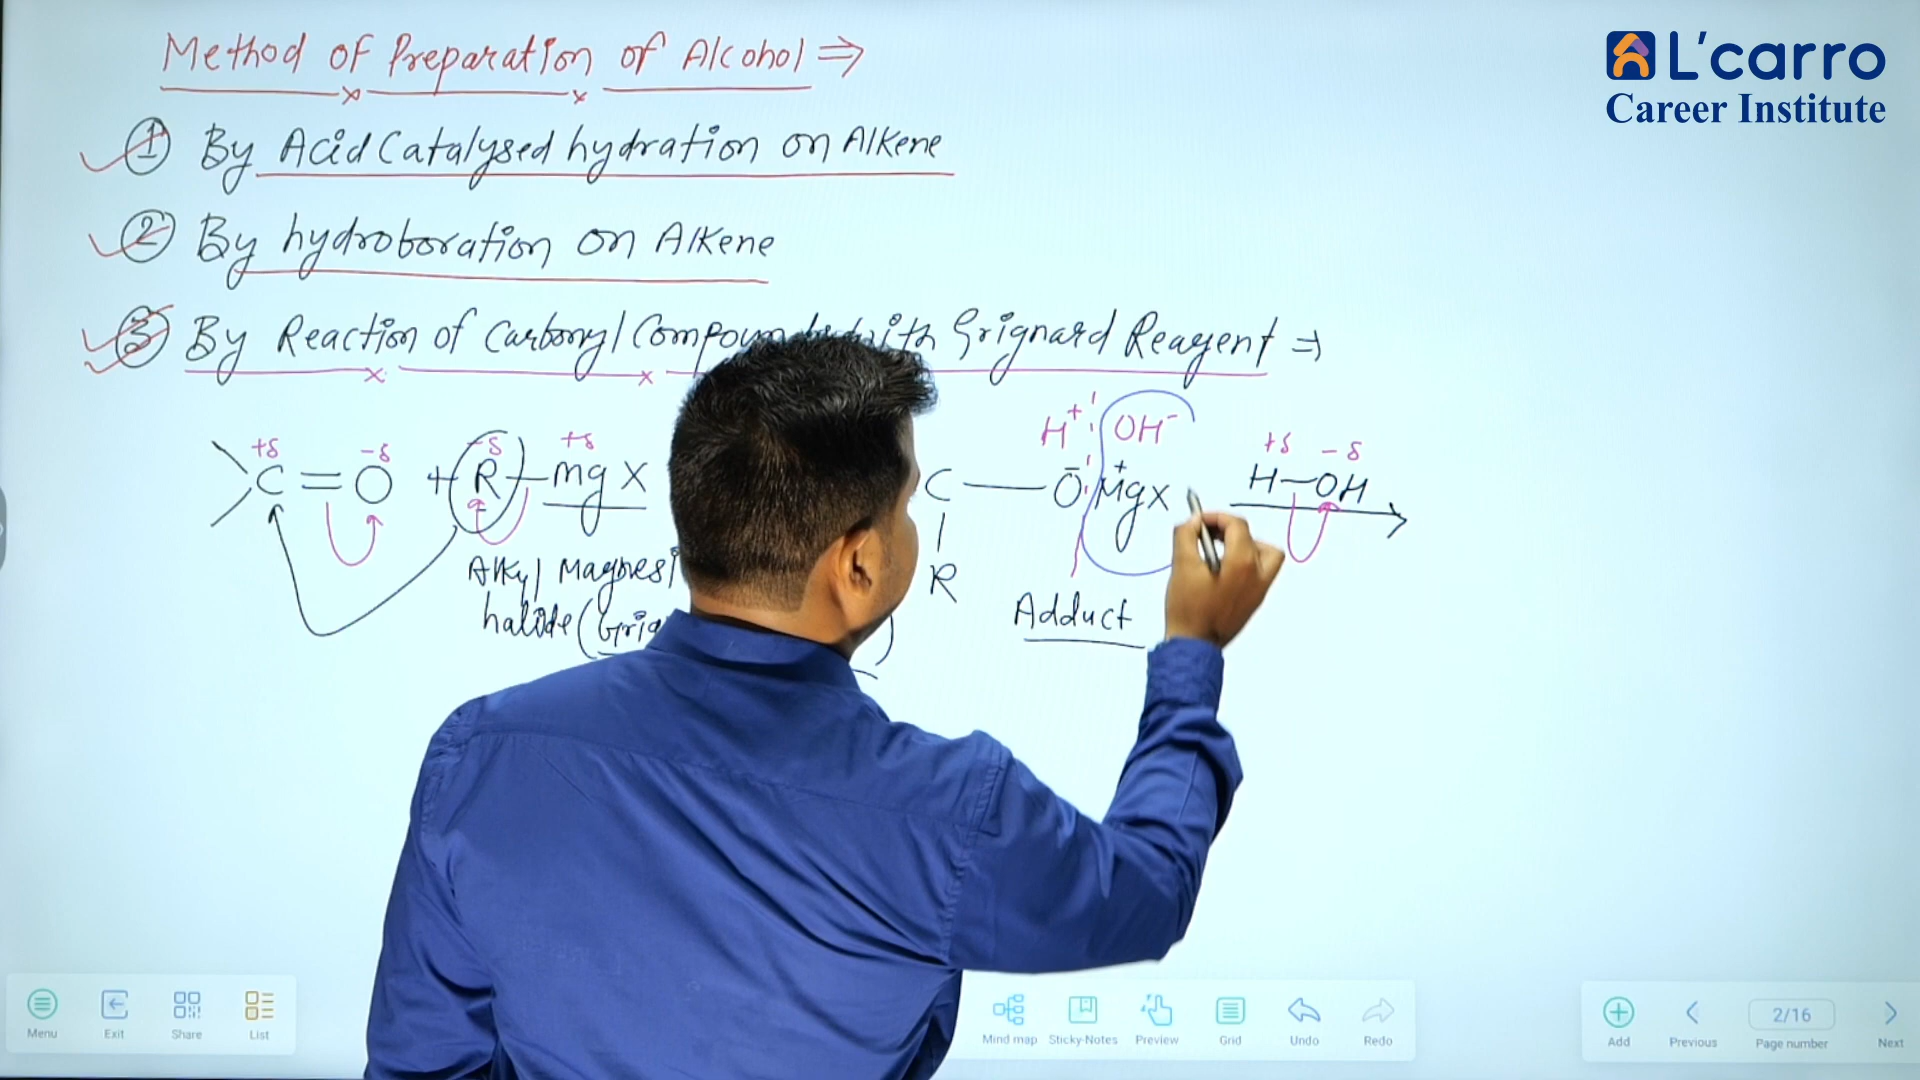 Method of Preparation of Alcohol ⇒
L'carro
Career Institute
① By Acid Catalysed hydration on Alkene
② By hydroboration on Alkene
③ By Reaction of Carbonyl Compound with Grignard Reagent ⇒
+δ -δ -δ +δ
C = O + R - mg X
H+ OH-
C — Ō M+gx
R
+δ -δ
H-OH
Alkyl Magnesi
halide (Grig )
Adduct
Menu Exit Share List Mind map Sticky-Notes Preview Grid Undo Redo Add Previous 2/16 Page number Next